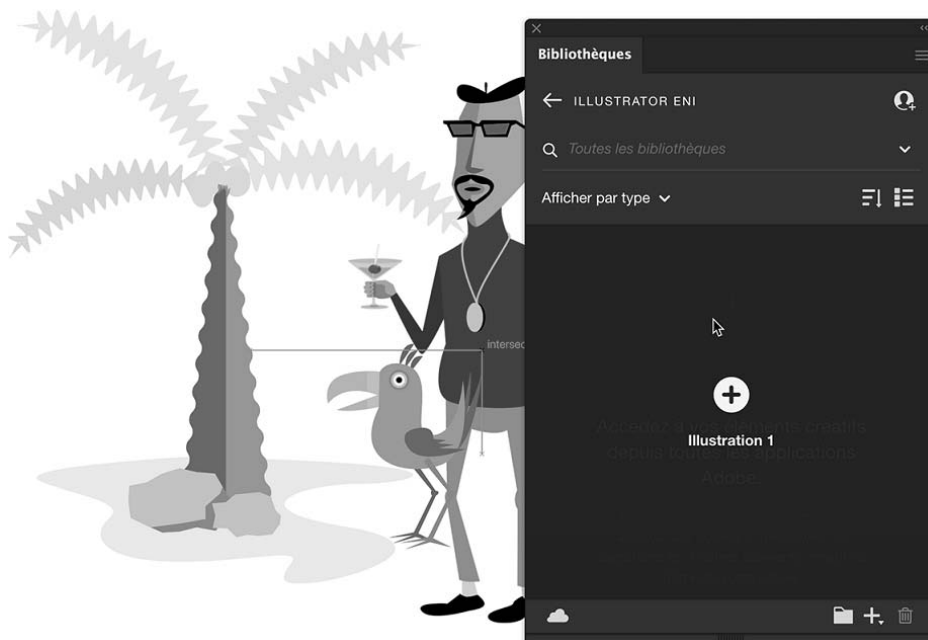 Bibliothèques
ILLUSTRATOR ENI
Toutes les bibliothèques
Afficher par type
intersec
Accédez à vos éléments créatifs
Illustration 1
depuis toutes les applications
Adobe.